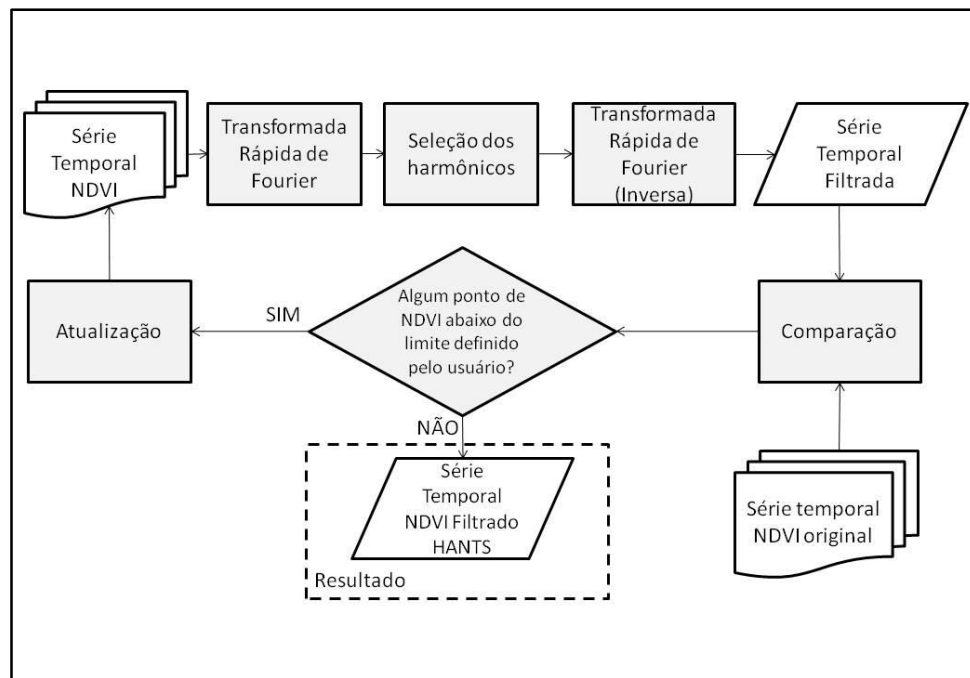 Série
Temporal
NDVI
Transformada
Rápida de
Fourier
Seleção dos
harmônicos
Transformada
Rápida de
Fourier
(Inversa)
Série
Temporal
Filtrada
Atualização
SIM
Algum ponto de
NDVI abaixo do
limite definido
pelo usuário?
Comparação
NÃO
Série
Temporal
NDVI Filtrado
HANTS
Resultado
Série temporal
NDVI original